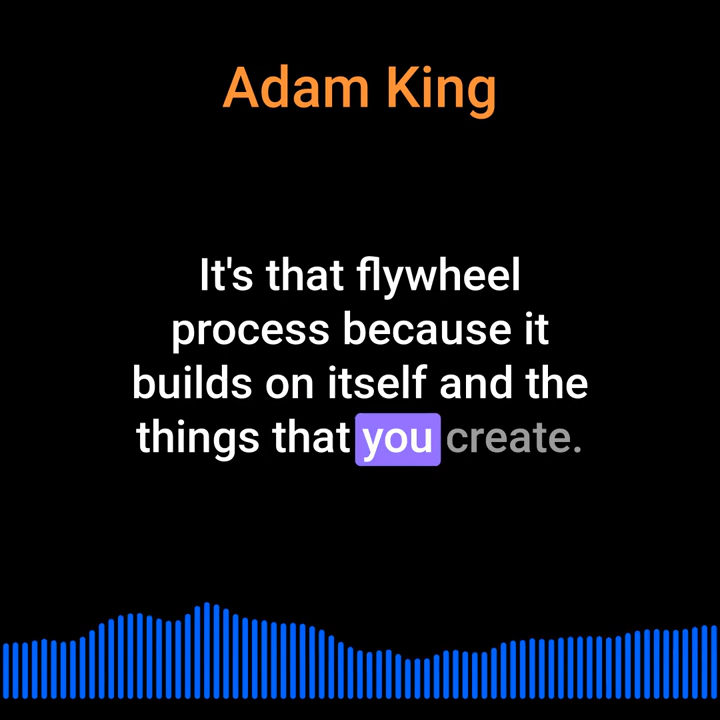 Adam King
It's that flywheel
process because it
builds on itself and the
things that you create.